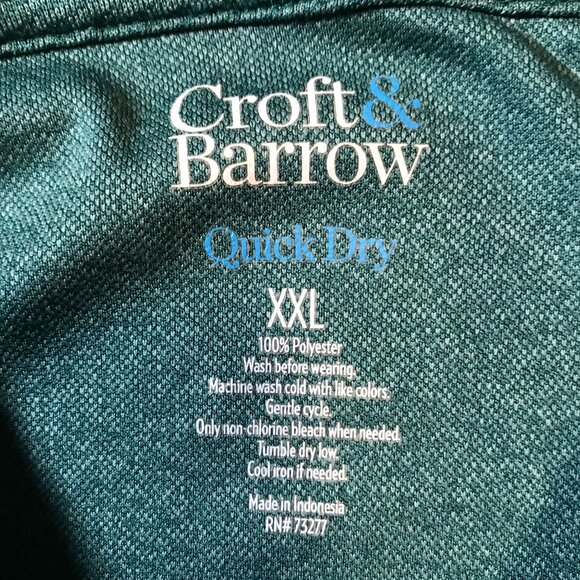 Croft&
Barrow
Quick Dry
XXL
100% Polyester
Wash before wearing.
Machine wash cold with like colors.
Gentle cycle.
Only non-chlorine bleach when needed.
Tumble dry low.
Cool iron if needed.
Made in Indonesia
RN# 73277